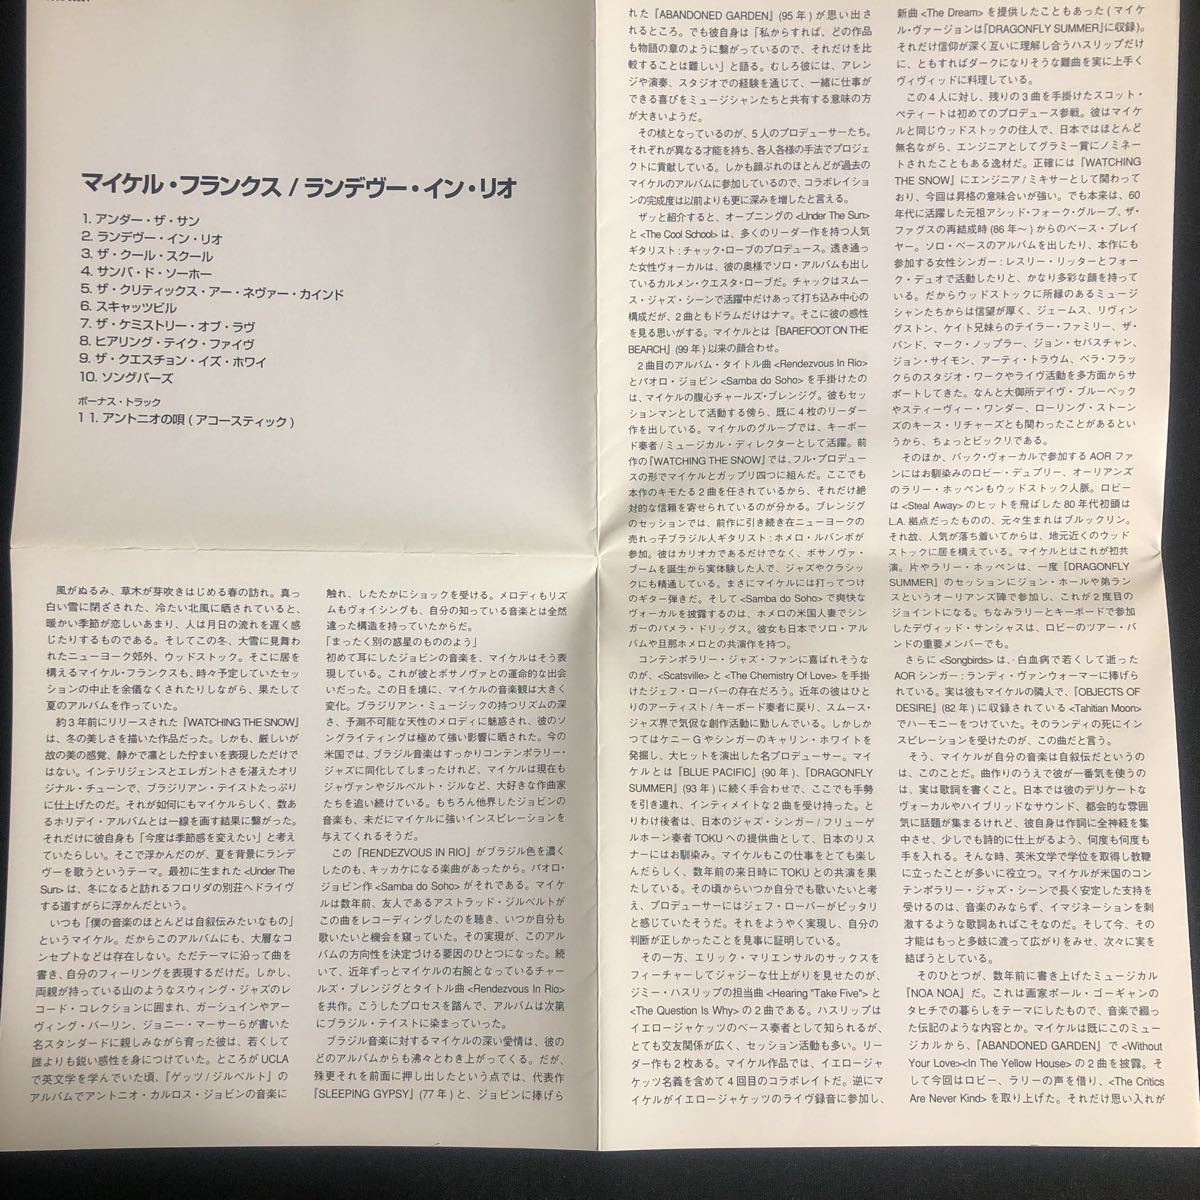 マイケル・フランクス / ランデヴー・イン・リオ
1. アンダー・ザ・サン
2. ランデヴー・イン・リオ
3. ザ・クール・スクール
4. サンバ・ド・ソーホー
5. ザ・クリティックス・アー・ネヴァー・カインド
6. スキャッツビル
7. ザ・ケミストリー・オブ・ラヴ
8. ヒアリング・テイク・ファイヴ
9. ザ・クエスチョン・イズ・ホワイ
10. ソングバーズ
ボーナス・トラック
11. アントニオの唄 ( アコースティック )
風がぬるみ、草木が芽吹きはじめる春の訪れ。真っ
白い雪に閉ざされた、冷たい北風に晒されていると、
暖かい季節が恋しいあまり、人は月日の流れを遅く感
じたりするものである。そしてこの冬、大雪に見舞わ
れたニューヨーク郊外、ウッドストック。そこに居を
構えるマイケル・フランクスも、時々予定していたセッ
ションの中止を余儀なくされたりしながら、果たして
夏のアルバムを作っていた。
約３年前にリリースされた『WATCHING THE SNOW』
は、冬の美しさを描いた作品だった。しかも、厳しいが
故の美の感覚、静かで凛とした佇まいを表現しただけで
はない。インテリジェンスとエレガントさを湛えたオリ
ジナル・チューンで、ブラジリアン・テイストたっぷり
に仕上げたのだ。それが如何にもマイケルらしく、数あ
るホリデイ・アルバムとは一線を画す結果に繋がった。
それだけに彼自身も「今度は季節感を変えたい」と考え
ていたらしい。そこで浮かんだのが、夏を背景にランデ
ヴーを歌うというテーマ。最初に生まれた<Under The
Sun>は、冬になると訪れるフロリダの別荘へドライヴ
する道すがらに浮かんだという。
いつも「僕の音楽のほとんどは自叙伝みたいなもの」
というマイケル。だからこのアルバムにも、大層なコ
ンセプトなどは存在しない。ただテーマに沿って曲を
書き、自分のフィーリングを表現するだけだ。しかし、
両親が持っている山のようなスウィング・ジャズのレ
コード・コレクションに囲まれ、ガーシュインやアー
ヴィング・バーリン、ジョニー・マーサーらが書いた
名スタンダードに親しみながら育った彼は、若くして
誰よりも鋭い感性を身につけていた。ところがUCLA
で英文学を学んでいた頃、『ゲッツ / ジルベルト』の
アルバムでアントニオ・カルロス・ジョビンの音楽に
触れ、したたかにショックを受ける。メロディもリズ
ムもヴォイシングも、自分の知っている音楽とは全然
違った構造を持っていたからだ。
「まったく別の惑星のもののよう」
初めて耳にしたジョビンの音楽を、マイケルはそう表
現している。これが彼とボサノヴァとの運命的な出会
いだった。この日を境に、マイケルの音楽観は大きく
変化。ブラジリアン・ミュージックの持つリズムの深
さ、予測不可能な天性のメロディに魅惑され、彼のソ
ングライティングは極めて強い影響に晒された。今の
米国では、ブラジル音楽はすっかりコンテンポラリー・
ジャズに同化してしまったけれど、マイケルは現在も
ジャヴァンやジルベルト・ジルなど、大好きな作曲家
たちを追い続けている。もちろん他界したジョビンの
音楽も、未だにマイケルに強いインスピレーションを
与えてくれるそうだ。
この『RENDEZVOUS IN RIO』がブラジル色を濃く
したのも、キッカケになる楽曲があったから。パオロ・
ジョビン作<Samba do Soho>がそれである。マイケ
ルは数年前、友人であるアストラッド・ジルベルトが
この曲をレコーディングしたのを聴き、いつか自分も
歌いたいと機会を窺っていた。その実現が、このアル
バムの方向性を決定づける要因のひとつになった。続
いて、近年ずっとマイケルの右腕となっているチャー
ルズ・ブレンジグとタイトル曲<Rendezvous In Rio>
を共作。こうしたプロセスを踏んで、アルバムは次第
にブラジル・テイストに染まっていった。
ブラジル音楽に対するマイケルの深い愛情は、彼の
どのアルバムからも沸々とわき上がってくる。だが、
殊更それを前面に押し出したという点では、代表作
『SLEEPING GYPSY』(77 年 ) と、ジョビンに捧げら
れた『ABANDONED GARDEN』(95 年 ) が思い出さ
れるところ。でも彼自身は「私からすれば、どの作品
も物語の章のように繋がっているので、それだけを比
較することは難しい」と語る。むしろ彼には、アレン
ジや演奏、スタジオでの経験を通じて、一緒に仕事が
できる喜びをミュージシャンたちと共有する意味の方
が大きいようだ。
その核となっているのが、５人のプロデューサーたち。
それぞれが異なる才能を持ち、各人各様の手法でプロジェ
クトに貢献している。しかも顔ぶれのほとんどが過去の
マイケルのアルバムに参加しているので、コラボレイショ
ンの完成度は以前よりも更に深みを増したと言える。
ザッと紹介すると、オープニングの<Under The Sun>
と<The Cool School>は、多くのリーダー作を持つ人気
ギタリスト : チャック・ローブのプロデュース。透き通っ
た女性ヴォーカルは、彼の奥様でソロ・アルバムも出し
ているカルメン・クエスタ・ローブだ。チャックはスムー
ス・ジャズ・シーンで活躍中だけあって打ち込み中心の
構成だが、２曲ともドラムだけはナマ。そこに彼の感性
を見る思いがする。マイケルとは『BAREFOOT ON THE
BEARCH』(99 年) 以来の顔合わせ。
２曲目のアルバム・タイトル曲<Rendezvous In Rio>
とパオロ・ジョビン<Samba do Soho>を手掛けたの
は、マイケルの腹心チャールズ・ブレンジグ。彼もセッ
ションマンとして活動する傍ら、既に４枚のリーダー
作を出している。マイケルのグループでは、キーボー
ド奏者 / ミュージカル・ディレクターとして活躍。前
作の『WATCHING THE SNOW』では、フル・プロデュー
スの形でマイケルとガップリ四つに組んだ。ここでも
本作のキモたる２曲を任されているから、それだけ絶
対的な信頼を寄せられているのが分かる。ブレンジグ
のセッションでは、前作に引き続き在ニューヨークの
売れっ子ブラジル人ギタリスト : ホメロ・ルバンボが
参加。彼はカリオカであるだけでなく、ボサノヴァ・
ブームを誕生から実体験した人で、ジャズやクラシッ
クにも精通している。まさにマイケルには打ってつけ
のギター弾きだ。そして<Samba do Soho>で爽快な
ヴォーカルを披露するのは、ホメロの米国人妻でシン
ガーのパメラ・ドリッグス。彼女も日本でソロ・アル
バムや旦那ホメロとの共演作を持つ。
コンテンポラリー・ジャズ・ファンに喜ばれそうな
のが、<Scatsville>と<The Chemistry Of Love>を手
掛けたジェフ・ローバーの存在だろう。近年の彼はひと
りのアーティスト / キーボード奏者に戻り、スムース・
ジャズ界で気侭な創作活動に勤しんでいる。しかしか
つてはケニー G やシンガーのキャリン・ホワイトを
発掘し、大ヒットを演出した名プロデューサー。マイ
ケルとは『BLUE PACIFIC』(90 年)、『DRAGONFLY
SUMMER』(93 年) に続く手合わせで、ここでも手勢
を引き連れ、インティメイトな２曲を受け持った。と
りわけ後者は、日本のジャズ・シンガー / フリューゲ
ルホーン奏者 TOKU への提供曲として、日本のリス
ナーにはお馴染み。マイケルもこの仕事をとても楽し
んだらしく、数年前の来日時に TOKU との共演を果
たしている。その頃からいつか自分でも歌いたいと考
え、プロデューサーにはジェフ・ローバーがピッタリ
と感じていたそうだ。それをようやく実現し、自分の
判断が正しかったことを見事に証明している。
その一方、エリック・マリエンサルのサックスを
フィーチャーしてジャジーな仕上がりを見せたのが、
ジミー・ハスリップの担当曲<Hearing "Take Five">と
<The Question Is Why>の２曲である。ハスリップは
イエロージャケッツのベース奏者として知られるが、
とても交友関係が広く、セッション活動も多い。リー
ダー作も２枚ある。マイケル作品では、イエロージャ
ケッツ名義を含めて４回目のコラボレイトだ。逆にマ
イケルがイエロージャケッツのライヴ録音に参加し、
新曲<The Dream>を提供したこともあった ( マイケ
ル・ヴァージョンは『DRAGONFLY SUMMER』に収録)。
それだけ信仰が深く互いに理解し合うハスリップだけ
に、ともすればダークになりそうな難曲を実に上手く
ヴィヴィッドに料理している。
この４人に対し、残りの３曲を手掛けたスコット・
ペティートは初めてのプロデュース参戦。彼はマイケ
ルと同じウッドストックの住人で、日本ではほとんど
無名ながら、エンジニアとしてグラミー賞にノミネー
トされたこともある逸材だ。正確には『WATCHING
THE SNOW』にエンジニア / ミキサーとして関わって
おり、今回は昇格の意味合いが強い。でも本来は、60
年代に活躍した元祖アシッド・フォーク・グループ、ザ・
ファグスの再結成時 (86 年〜) からのベース・プレイ
ヤー。ソロ・ベースのアルバムを出したり、本作にも
参加する女性シンガー : レスリー・リッターとフォー
ク・デュオで活動したりと、かなり多彩な顔を持って
いる。だからウッドストックに所縁のあるミュージ
シャンたちからは信望が厚く、ジェームス、リヴィン
グストン、ケイト兄妹らのテイラー・ファミリー、ザ・
バンド、マーク・ノップラー、ジョン・セバスチャン、
ジョン・サイモン、アーティ・トラウム、ベラ・フラッ
クらのスタジオ・ワークやライヴ活動を多方面からサ
ポートしてきた。なんと大御所デイヴ・ブルーベック
やスティーヴィー・ワンダー、ローリング・ストーン
ズのキース・リチャーズとも関わったことがあるとい
うから、ちょっとビックリである。
そのほか、バック・ヴォーカルで参加する AOR ファ
ンにはお馴染みのロビー・デュプリー、オーリアンズ
のラリー・ホッペンもウッドストック人脈。ロビー
は<Steal Away>のヒットを飛ばした 80 年代初頭は
L.A. 拠点だったものの、元々生まれはブルックリン。
それ故、人気が落ち着いてからは、地元近くのウッド
ストックに居を構えている。マイケルとはこれが初共
演。片やラリー・ホッペンは、一度『DRAGONFLY
SUMMER』のセッションにジョン・ホールや弟ラン
スというオーリアンズ陣で参加し、これが２度目の
ジョイントになる。ちなみラリーとキーボードで参加
したデヴィッド・サンシャスは、ロビーのツアー・バ
ンドの重要メンバーでも。
さらに<Songbirds>は、白血病で若くして逝った
AOR シンガー : ランディ・ヴァンウォーマーに捧げら
れている。実は彼もマイケルの隣人で、『OBJECTS OF
DESIRE』(82 年) に収録されている<Tahitian Moon>
でハーモニーをつけていた。そのランディの死にイン
スピレーションを受けたのが、この曲だと言う。
そう、マイケルが自分の音楽は自叙伝だというの
は、このことだ。曲作りのうえで彼が一番気を使うの
は、実は歌詞を書くこと。日本では彼のデリケートな
ヴォーカルやハイブリッドなサウンド、都会的な雰囲
気に話題が集まるけれど、彼自身は作詞に全神経を集
中させ、少しでも詩的に仕上がるよう、何度も何度も
手を入れる。そんな時、英米文学で学位を取得し教鞭
に立ったことが多いに役立つ。マイケルが米国のコン
テンポラリー・ジャズ・シーンで長く安定した支持を
受けるのは、音楽のみならず、イマジネーションを刺
激するような歌詞あればこそなのだ。そして今、その
才能はもっと多岐に渡って広がりをみせ、次々に実を
結ぼうとしている。
そのひとつが、数年前に書き上げたミュージカル
『NOA NOA』だ。これは画家ポール・ゴーギャンの
タヒチでの暮らしをテーマにしたもので、音楽で綴っ
た伝記のような内容とか。マイケルは既にこのミュー
ジカルから、『ABANDONED GARDEN』で<Without
Your Love><In The Yellow House>の２曲を披露。そ
して今回はロビー、ラリーの声を借り、<The Critics
Are Never Kind>を取り上げた。それだけ思い入れが